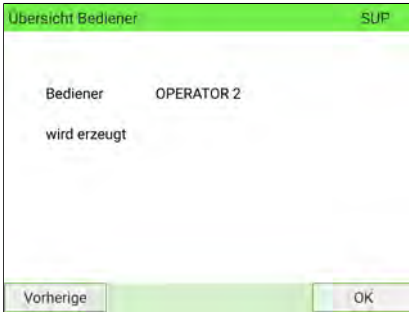 Übersicht Bediener SUP
Bediener OPERATOR 2
wird erzeugt
Vorherige OK